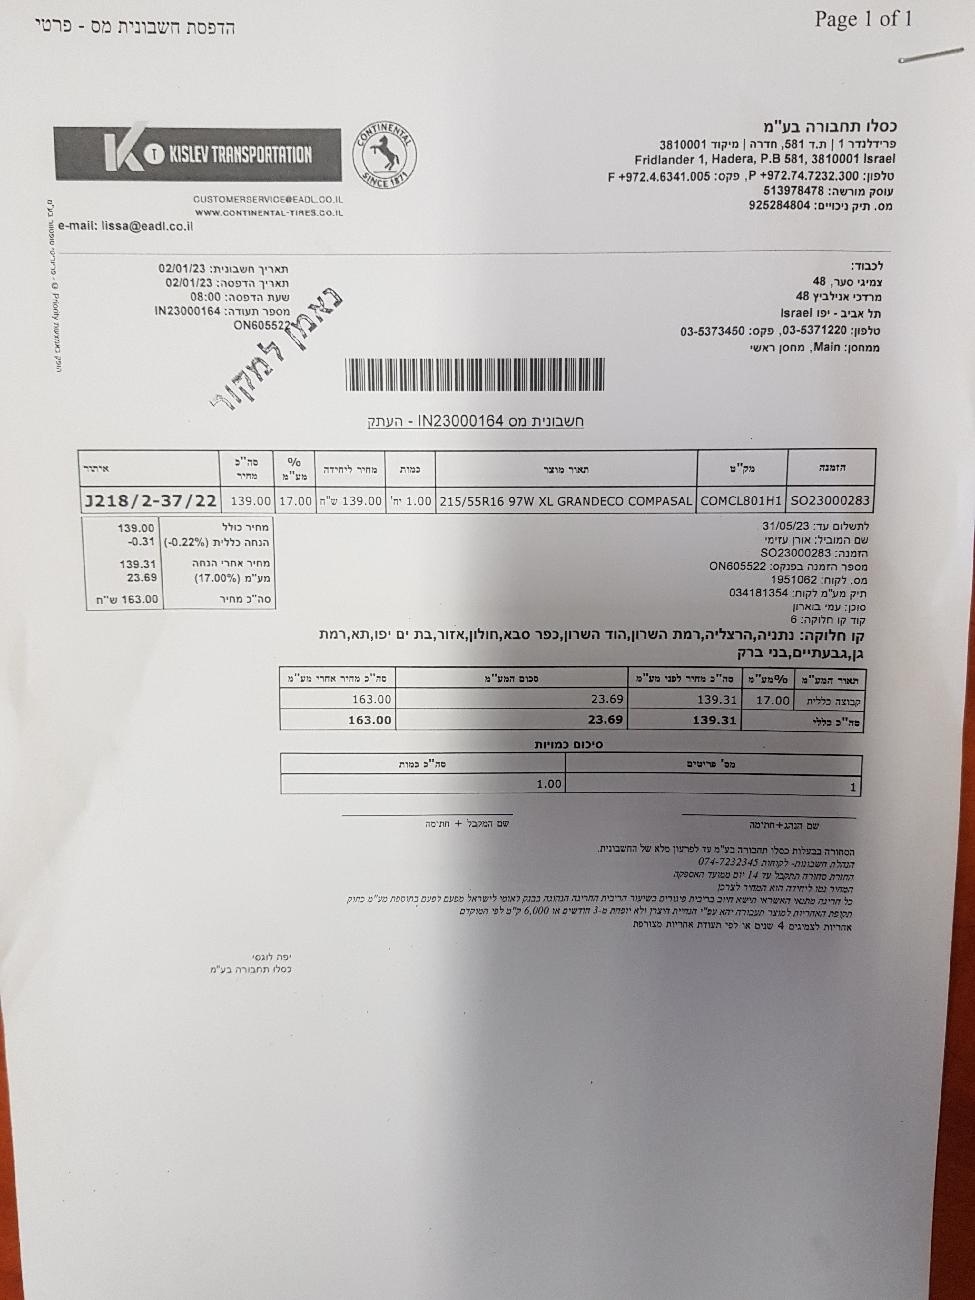 הדפסת חשבונית מס - פרטי
Page 1 of 1
KT KISLEV TRANSPORTATION
CONTINENTAL
SINCE 1871
כסלו תחבורה בע"מ
פרידלנדר 1 | ת.ד 581, חדרה | מיקוד 3810001
Fridlander 1, Hadera, P.B 581, 3810001 Israel
טלפון: P +972.74.7232.300, פקס: F +972.4.6341.005
עוסק מורשה: 513978478
מס. תיק ניכויים: 925284804
CUSTOMERSERVICE@EADL.CO.IL
WWW.CONTINENTAL-TIRES.CO.IL
e-mail: lissa@eadl.co.il
לכבוד:
צמיגי סער, 48
מרדכי אנילביץ 48
תל אביב - יפו Israel
טלפון: 03-5371220, פקס: 03-5373450
ממחסן: Main, מחסן ראשי
תאריך חשבונית: 02/01/23
תאריך הדפסה: 02/01/23
שעת הדפסה: 08:00
מספר תעודה: IN23000164
ON605522
נאמן למקור
חשבונית מס IN23000164 - העתק
הזמנה מק"ט תאור מוצר כמות מחיר ליחידה % מע"מ סה"כ מחיר איתור
SO23000283 COMCL801H1 215/55R16 97W XL GRANDECO COMPASAL 1.00 יח' 139.00 ש"ח 17.00 139.00 J218/2-37/22
מחיר כולל 139.00
הנחה כללית (-0.22%) -0.31
מחיר אחרי הנחה 139.31
מע"מ (17.00%) 23.69
סה"כ מחיר 163.00 ש"ח
לתשלום עד: 31/05/23
שם המוביל: אורן עזימי
הזמנה: SO23000283
מספר הזמנה בפנקס: ON605522
מס. לקוח: 1951062
תיק מע"מ לקוח: 034181354
סוכן: עמי בוארון
קוד קו חלוקה: 6
קו חלוקה: נתניה,הרצליה,רמת השרון,הוד השרון,כפר סבא,חולון,אזור,בת ים יפו,תא,רמת
גן,גבעתיים,בני ברק
תאור המע"מ %מע"מ סה"כ מחיר לפני מע"מ סכום המע"מ סה"כ מחיר אחרי מע"מ
קבוצה כללית 17.00 139.31 23.69 163.00
סה"כ כללי 139.31 23.69 163.00
סיכום כמויות
מס' פריטים סה"כ כמות
1 1.00
שם הנהג+חתימה
שם המקבל + חתימה
הסחורה בבעלות כסלו תחבורה בע"מ עד לפרעון מלא של החשבונית.
הנהלת חשבונות- לקוחות 074-7232345
החזרת סחורה תתקבל עד 14 יום ממועד האספקה
המחיר נטו ליחידה הוא המחיר לצרכן
כל חריגה מתנאי האשראי תישא חיוב בריבית פיגורים בשיעור הריבית החריגה הנהוגה בבנק לאומי לישראל מפעם לפעם בתוספת מע"מ כחוק
תקופת האחריות למוצר תעבורה יהא עפ"י הנחיית היצרן ולא יופחת מ-3 חודשים או 6,000 ק"מ לפי המוקדם
אחריות לצמיגים 4 שנים או לפי תעודת אחריות מצורפת
יפה לוגסי
כסלו תחבורה בע"מ